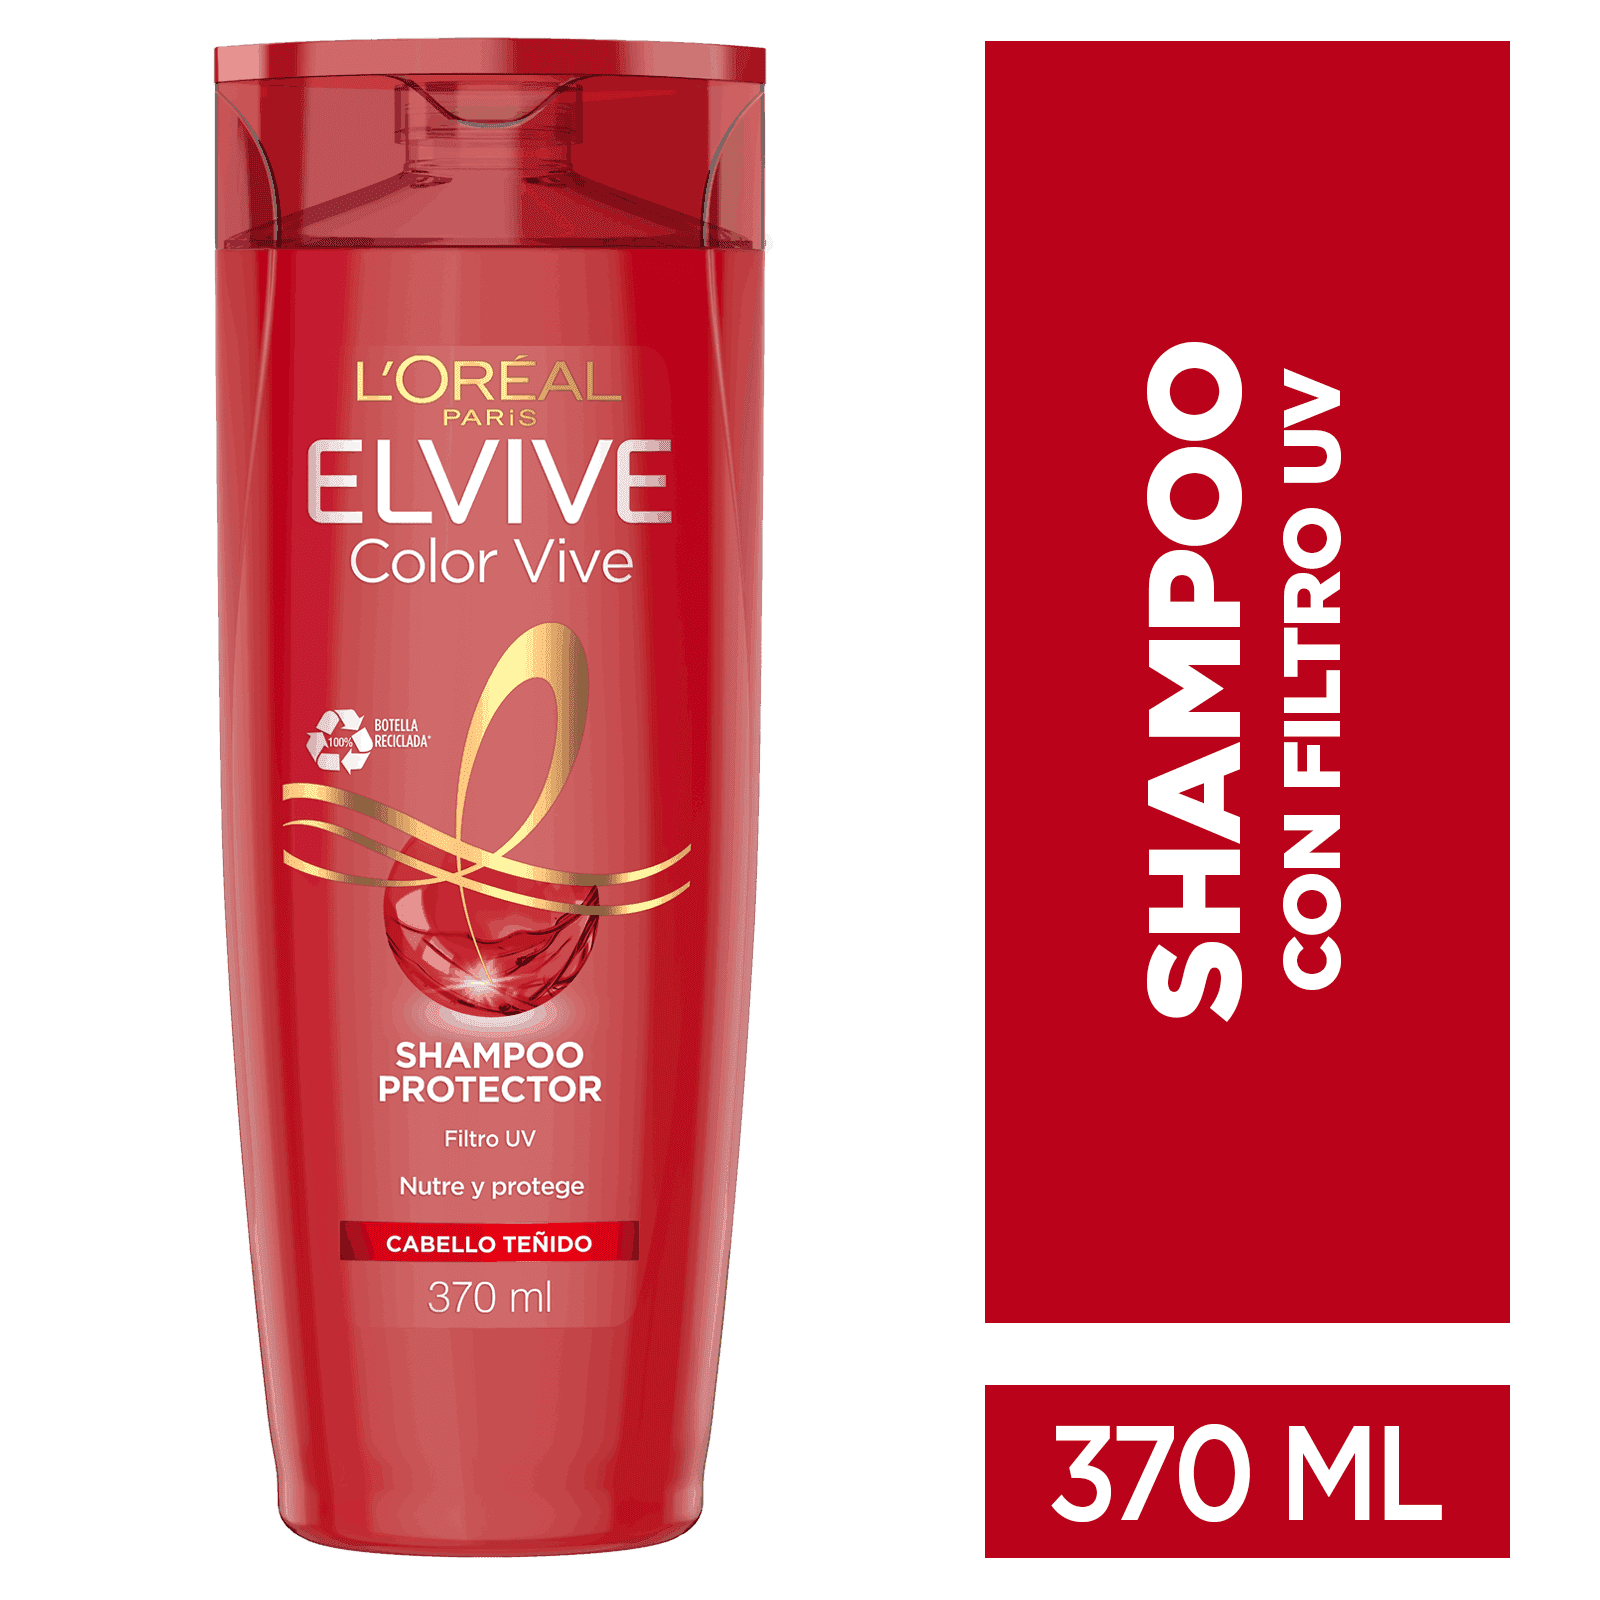 L'ORÉAL
PARiS
ELVIVE
Color Vive
100%
BOTELLA
RECICLADA*
SHAMPOO
PROTECTOR
Filtro UV
Nutre y protege
CABELLO TEÑIDO
370 ml
SHAMPOO
CON FILTRO UV
370 ML